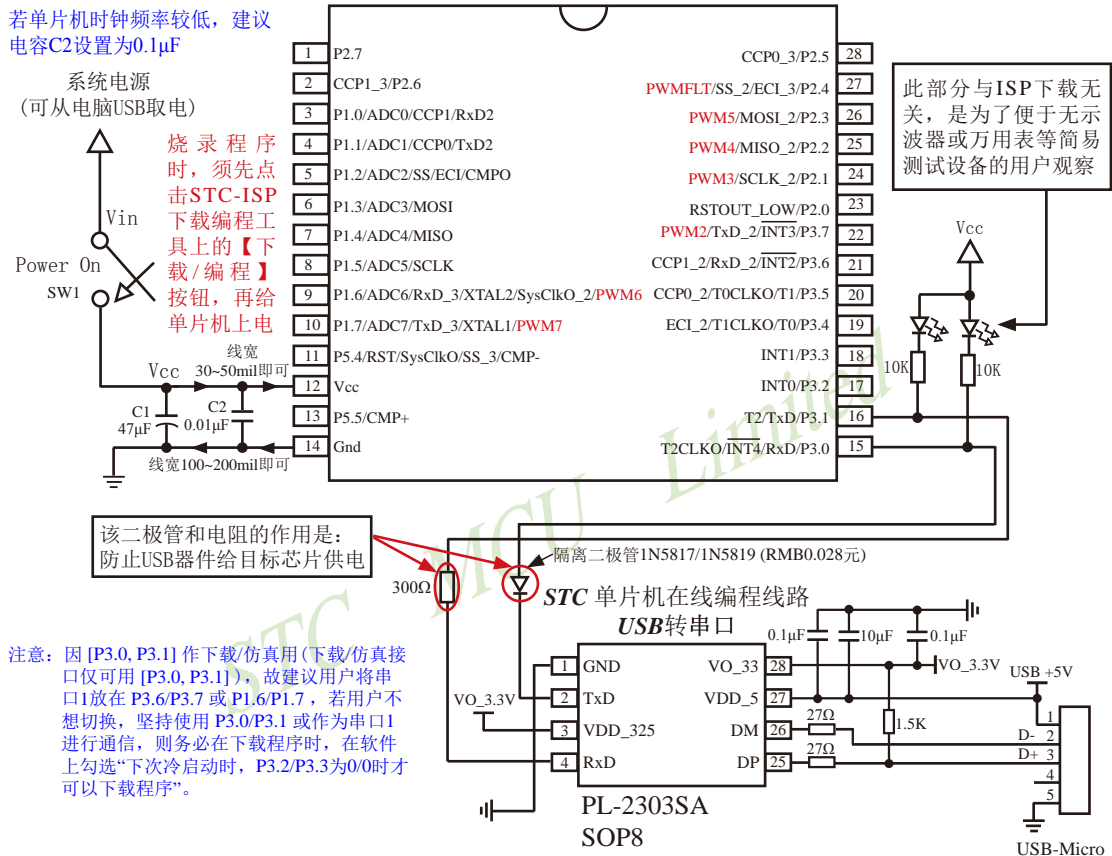 若单片机时钟频率较低，建议
电容C2设置为0.1μF
系统电源
(可从电脑USB取电)
烧录程序
时，须先点
击STC-ISP
下载编程工
具上的【下
载/编程】
按钮，再给
单片机上电
Vin
Power On
SW1
Vcc
线宽
30~50mil即可
C1
47μF
C2
0.01μF
线宽100~200mil即可
1 P2.7
2 CCP1_3/P2.6
3 P1.0/ADC0/CCP1/RxD2
4 P1.1/ADC1/CCP0/TxD2
5 P1.2/ADC2/SS/ECI/CMPO
6 P1.3/ADC3/MOSI
7 P1.4/ADC4/MISO
8 P1.5/ADC5/SCLK
9 P1.6/ADC6/RxD_3/XTAL2/SysClkO_2/PWM6
10 P1.7/ADC7/TxD_3/XTAL1/PWM7
11 P5.4/RST/SysClkO/SS_3/CMP-
12 Vcc
13 P5.5/CMP+
14 Gnd
CCP0_3/P2.5 28
PWMFLT/SS_2/ECI_3/P2.4 27
PWM5/MOSI_2/P2.3 26
PWM4/MISO_2/P2.2 25
PWM3/SCLK_2/P2.1 24
RSTOUT_LOW/P2.0 23
PWM2/TxD_2/INT3/P3.7 22
CCP1_2/RxD_2/INT2/P3.6 21
CCP0_2/T0CLKO/T1/P3.5 20
ECI_2/T1CLKO/T0/P3.4 19
INT1/P3.3 18
INT0/P3.2 17
T2/TxD/P3.1 16
T2CLKO/INT4/RxD/P3.0 15
此部分与ISP下载无
关，是为了便于无示
波器或万用表等简易
测试设备的用户观察
Vcc
10K
10K
STC MCU Limited
该二极管和电阻的作用是：
防止USB器件给目标芯片供电
300Ω
隔离二极管1N5817/1N5819 (RMB0.028元)
STC 单片机在线编程线路
USB转串口
注意：因 [P3.0, P3.1] 作下载/仿真用(下载/仿真接
口仅可用 [P3.0, P3.1])，故建议用户将串
口1放在 P3.6/P3.7 或 P1.6/P1.7，若用户不
想切换，坚持使用 P3.0/P3.1 或作为串口1
进行通信，则务必在下载程序时，在软件
上勾选“下次冷启动时，P3.2/P3.3为0/0时才
可以下载程序”。
VO_3.3V
1 GND
2 TxD
3 VDD_325
4 RxD
VO_33 28
VDD_5 27
DM 26
DP 25
PL-2303SA
SOP8
0.1μF
10μF
0.1μF
VO_3.3V
27Ω
27Ω
1.5K
USB +5V
1
D- 2
D+ 3
4
5
USB-Micro